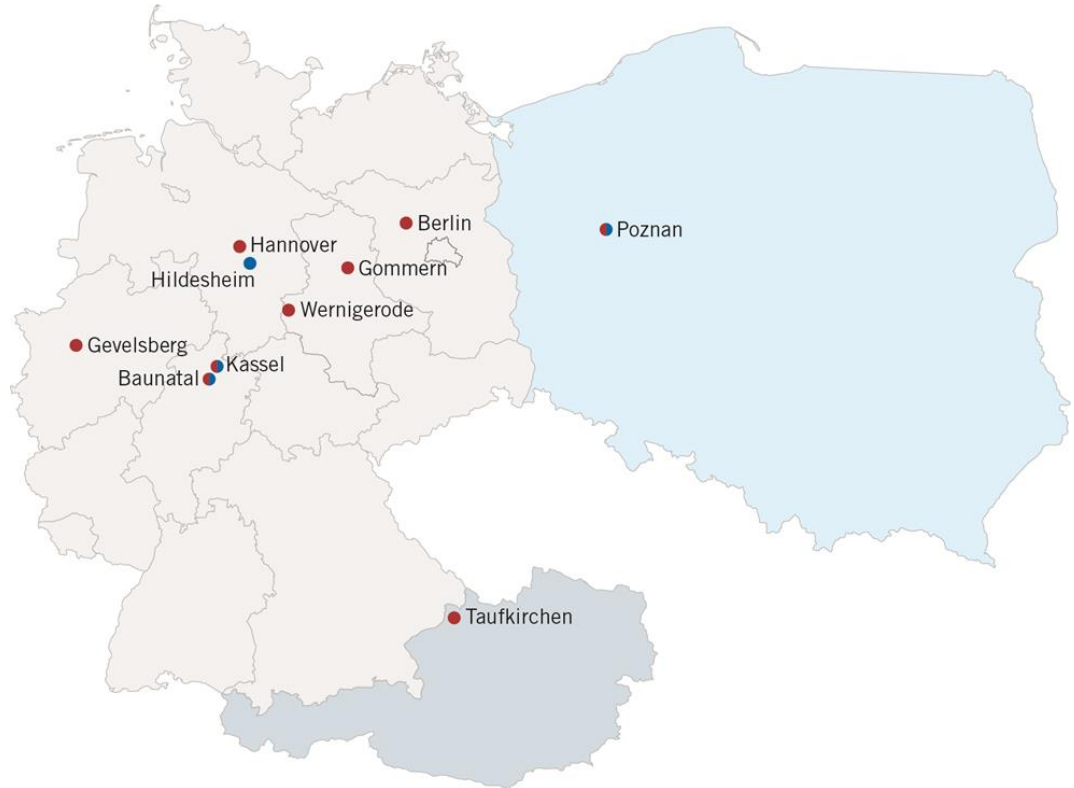 Berlin
Poznan
Hannover
Hildesheim
Gommern
Wernigerode
Gevelsberg
Kassel
Baunatal
Taufkirchen